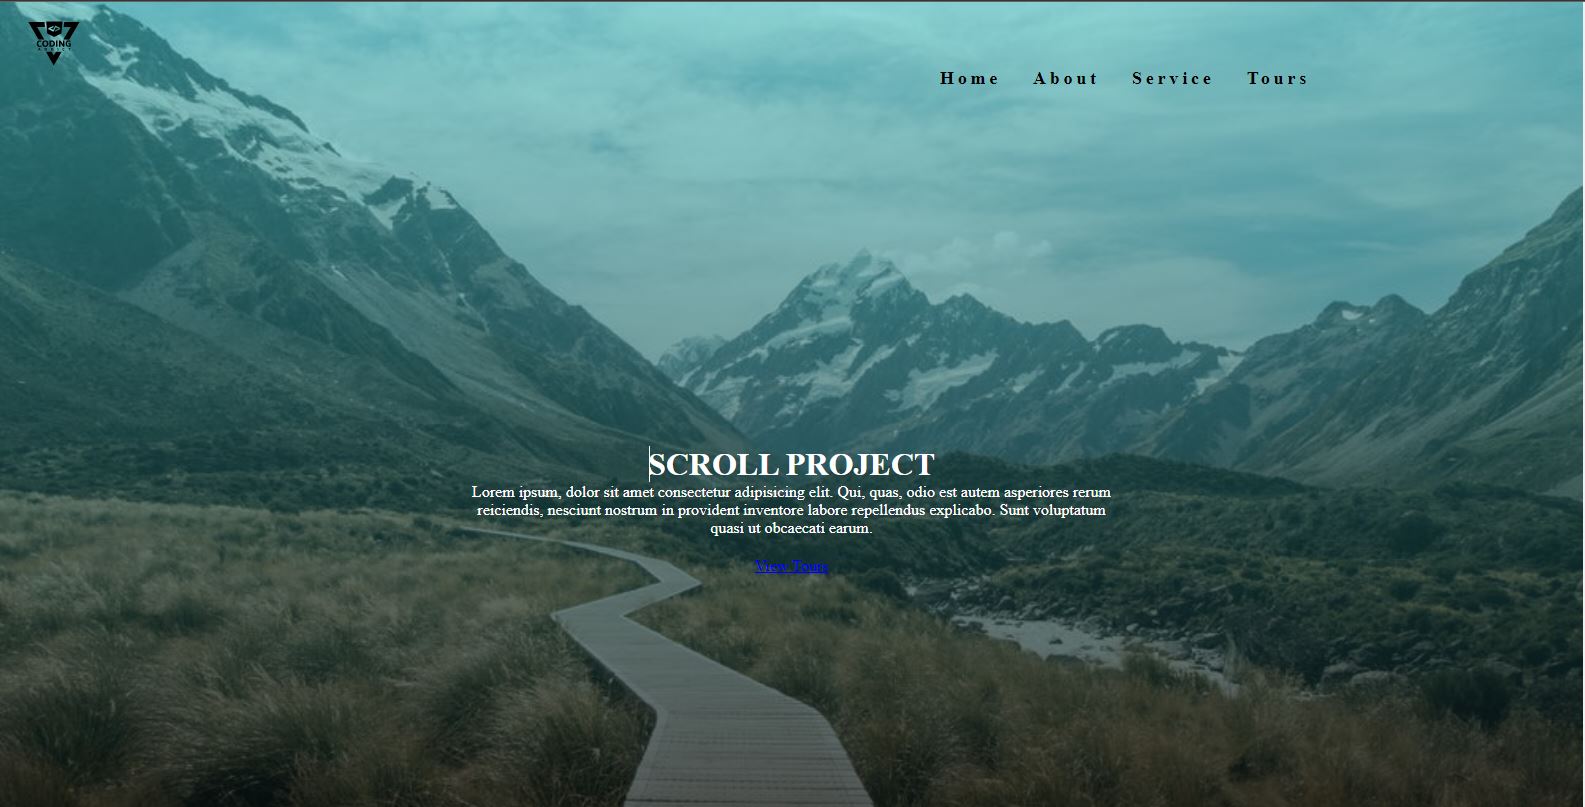 </>
CODING
ADDICT
Home About Service Tours
SCROLL PROJECT
Lorem ipsum, dolor sit amet consectetur adipisicing elit. Qui, quas, odio est autem asperiores rerum
reiciendis, nesciunt nostrum in provident inventore labore repellendus explicabo. Sunt voluptatum
quasi ut obcaecati earum.
View Tours